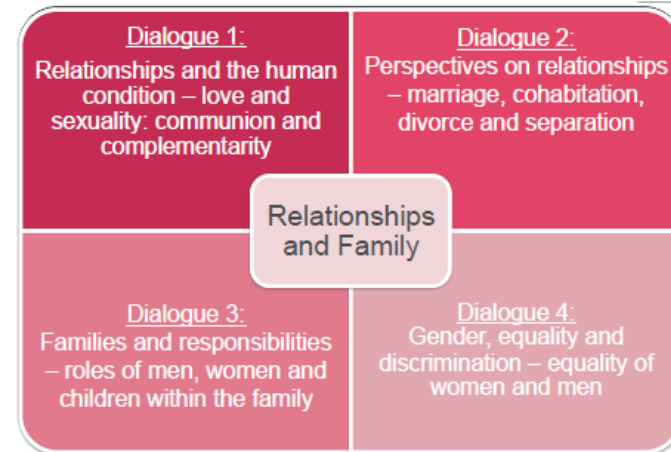 Dialogue 1:
Relationships and the human
condition – love and
sexuality: communion and
complementarity
Dialogue 2:
Perspectives on relationships
– marriage, cohabitation,
divorce and separation
Relationships
and Family
Dialogue 3:
Families and responsibilities
– roles of men, women and
children within the family
Dialogue 4:
Gender, equality and
discrimination – equality of
women and men